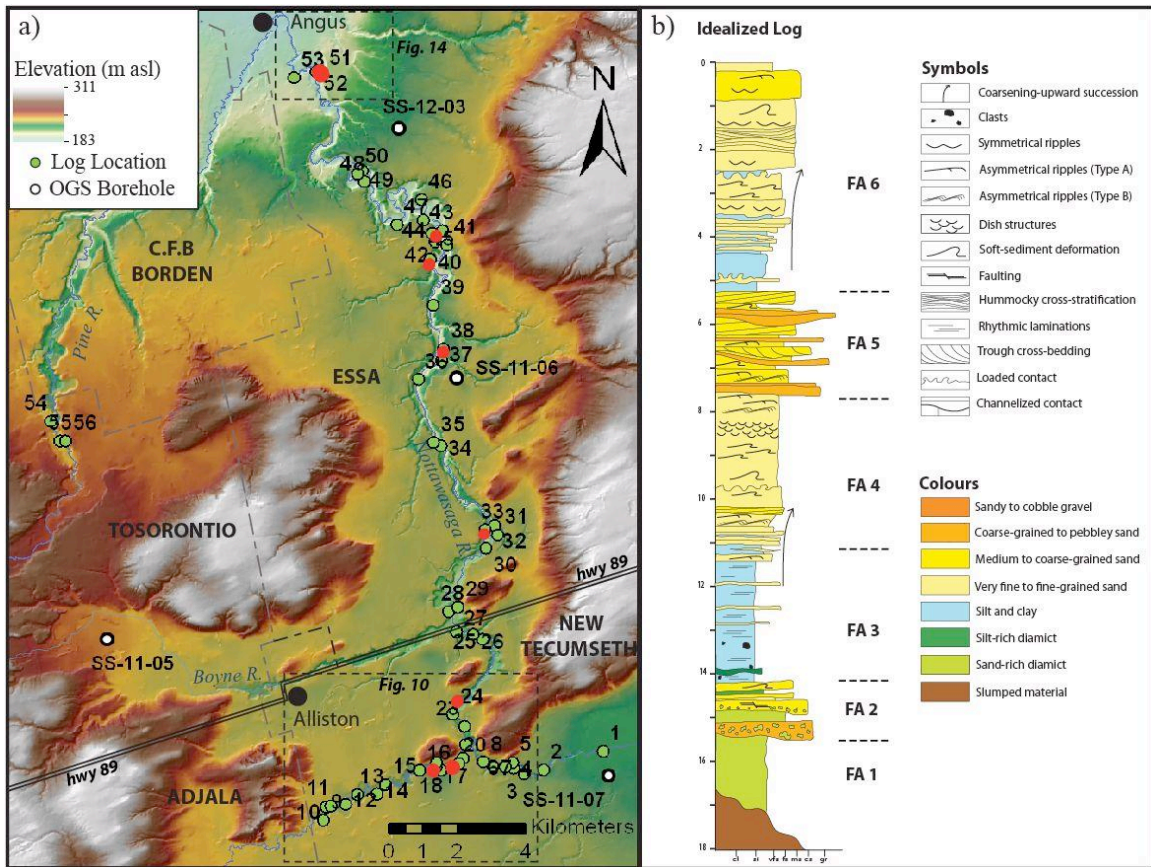 a)
Elevation (m asl)
311
183
Log Location
OGS Borehole
Angus
53
51
52
Fig. 14
N
SS-12-03
50
48
49
46
47
43
44
41
42
40
39
C.F.B
BORDEN
Pine R.
38
37
36
SS-11-06
ESSA
54
55
56
35
34
Nottawasaga R.
TOSORONTIO
33
31
32
30
hwy 89
29
28
27
25
26
NEW
TECUMSETH
SS-11-05
Boyne R.
Fig. 10
Alliston
24
23
1
hwy 89
20
8
5
2
16
15
17
18
4
3
SS-11-07
13
14
11
9
12
10
ADJALA
Kilometers
0 1 2 4
b) Idealized Log
0
2
4
6
8
10
12
14
16
18
cl si vfs fs ms cs gr
FA 6
FA 5
FA 4
FA 3
FA 2
FA 1
Symbols
Coarsening-upward succession
Clasts
Symmetrical ripples
Asymmetrical ripples (Type A)
Asymmetrical ripples (Type B)
Dish structures
Soft-sediment deformation
Faulting
Hummocky cross-stratification
Rhythmic laminations
Trough cross-bedding
Loaded contact
Channelized contact
Colours
Sandy to cobble gravel
Coarse-grained to pebbley sand
Medium to coarse-grained sand
Very fine to fine-grained sand
Silt and clay
Silt-rich diamict
Sand-rich diamict
Slumped material